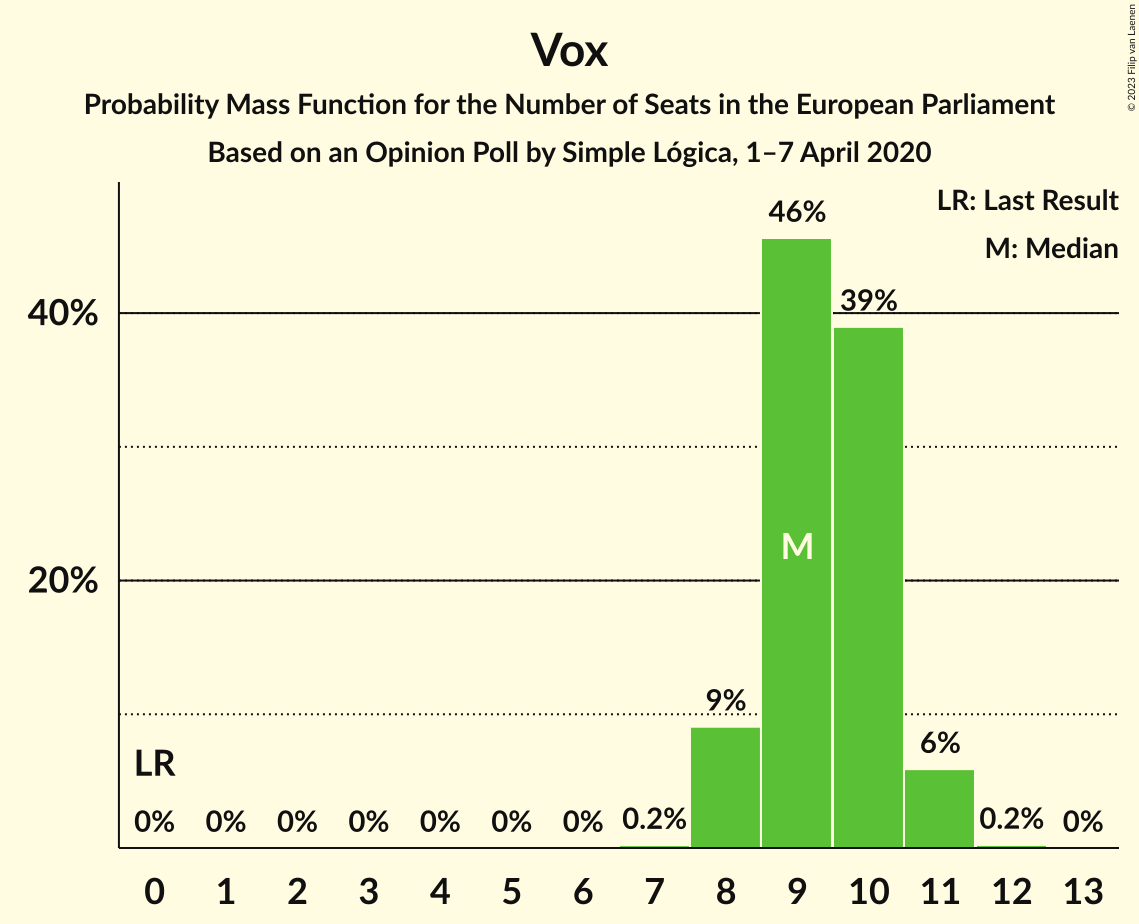 Vox
Probability Mass Function for the Number of Seats in the European Parliament
Based on an Opinion Poll by Simple Lógica, 1–7 April 2020
© 2023 Filip van Laenen
LR: Last Result
M: Median
46%
39%
40%
M
20%
9%
6%
LR
0% 0% 0% 0% 0% 0% 0% 0.2% 0.2% 0%
0 1 2 3 4 5 6 7 8 9 10 11 12 13